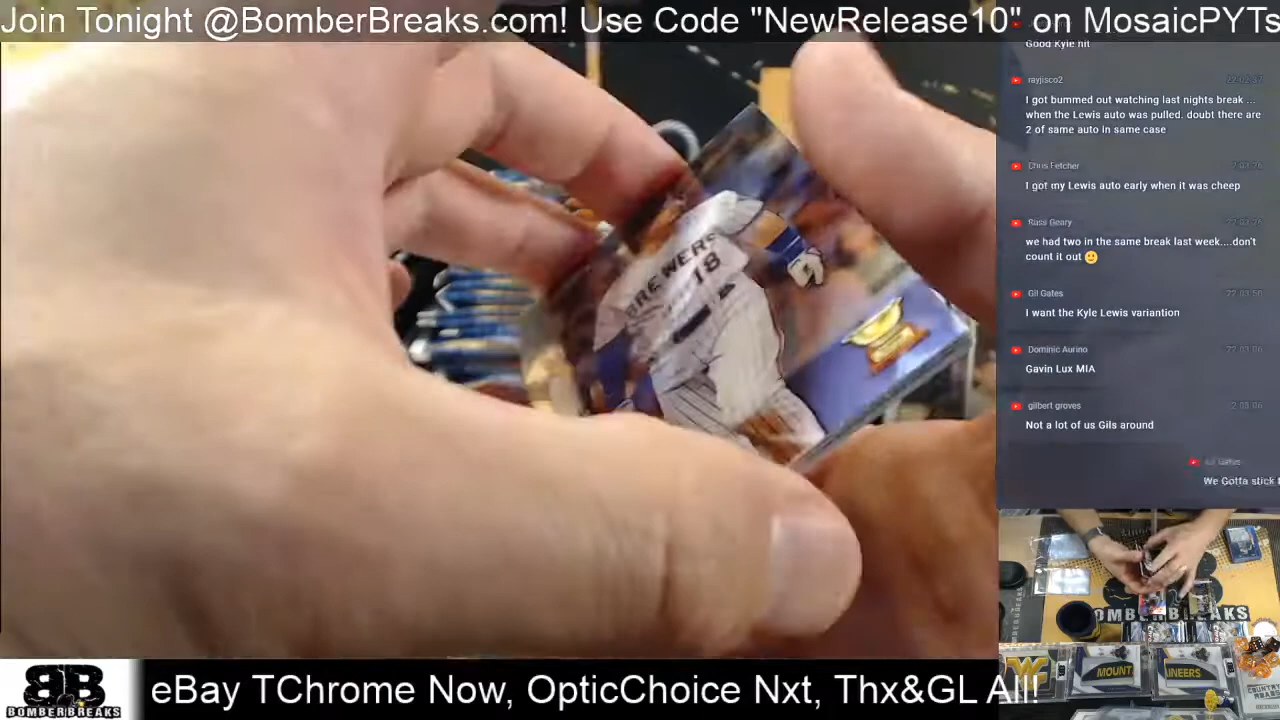 Join Tonight @BomberBreaks.com! Use Code "NewRelease10" on MosaicPYTs
Good Kyle hit
rayjisco2
I got bummed out watching last nights break ...
when the Lewis auto was pulled. doubt there are
2 of same auto in same case
Chris Fetcher
I got my Lewis auto early when it was cheep
Russ Geary
we had two in the same break last week....don't
count it out 🙂
Gil Gates
I want the Kyle Lewis variantion
Dominic Aurino
Gavin Lux MIA
gilbert groves
Not a lot of us Gils around
We Gotta stick
BREWERS
18
BOMBERBREAKS
MOUNT
INEERS
BB
BOMBERBREAKS
eBay TChrome Now, OpticChoice Nxt, Thx&GL All!